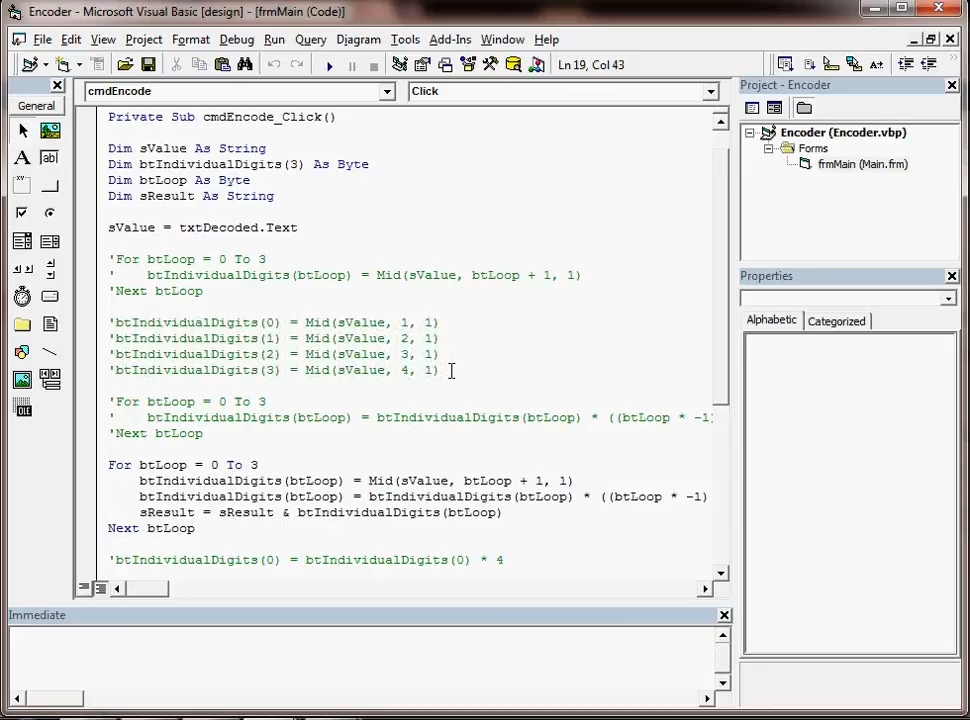 Encoder - Microsoft Visual Basic [design] - [frmMain (Code)]
File Edit View Project Format Debug Run Query Diagram Tools Add-Ins Window Help
Ln 19, Col 43
General
cmdEncode
Click
Private Sub cmdEncode_Click()
Dim sValue As String
Dim btIndividualDigits(3) As Byte
Dim btLoop As Byte
Dim sResult As String
sValue = txtDecoded.Text
'For btLoop = 0 To 3
'    btIndividualDigits(btLoop) = Mid(sValue, btLoop + 1, 1)
'Next btLoop
'btIndividualDigits(0) = Mid(sValue, 1, 1)
'btIndividualDigits(1) = Mid(sValue, 2, 1)
'btIndividualDigits(2) = Mid(sValue, 3, 1)
'btIndividualDigits(3) = Mid(sValue, 4, 1)
'For btLoop = 0 To 3
'    btIndividualDigits(btLoop) = btIndividualDigits(btLoop) * ((btLoop * -1)
'Next btLoop
For btLoop = 0 To 3
    btIndividualDigits(btLoop) = Mid(sValue, btLoop + 1, 1)
    btIndividualDigits(btLoop) = btIndividualDigits(btLoop) * ((btLoop * -1)
    sResult = sResult & btIndividualDigits(btLoop)
Next btLoop
'btIndividualDigits(0) = btIndividualDigits(0) * 4
Immediate
Project - Encoder
Encoder (Encoder.vbp)
Forms
frmMain (Main.frm)
Properties
Alphabetic Categorized
A
ab
xy
OLE